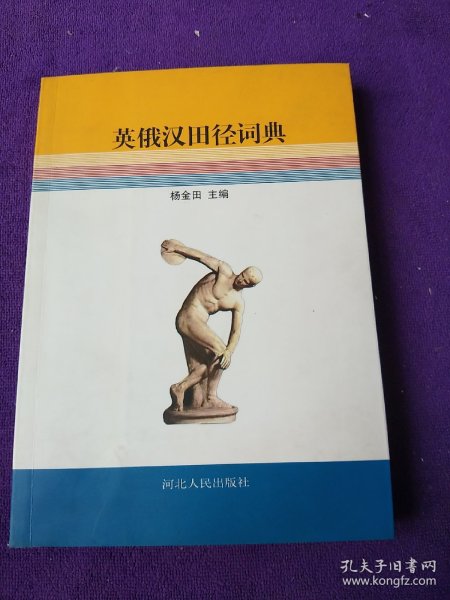 英俄汉田径词典
杨金田 主编
河北人民出版社
孔夫子旧书网
www.kongfz.com